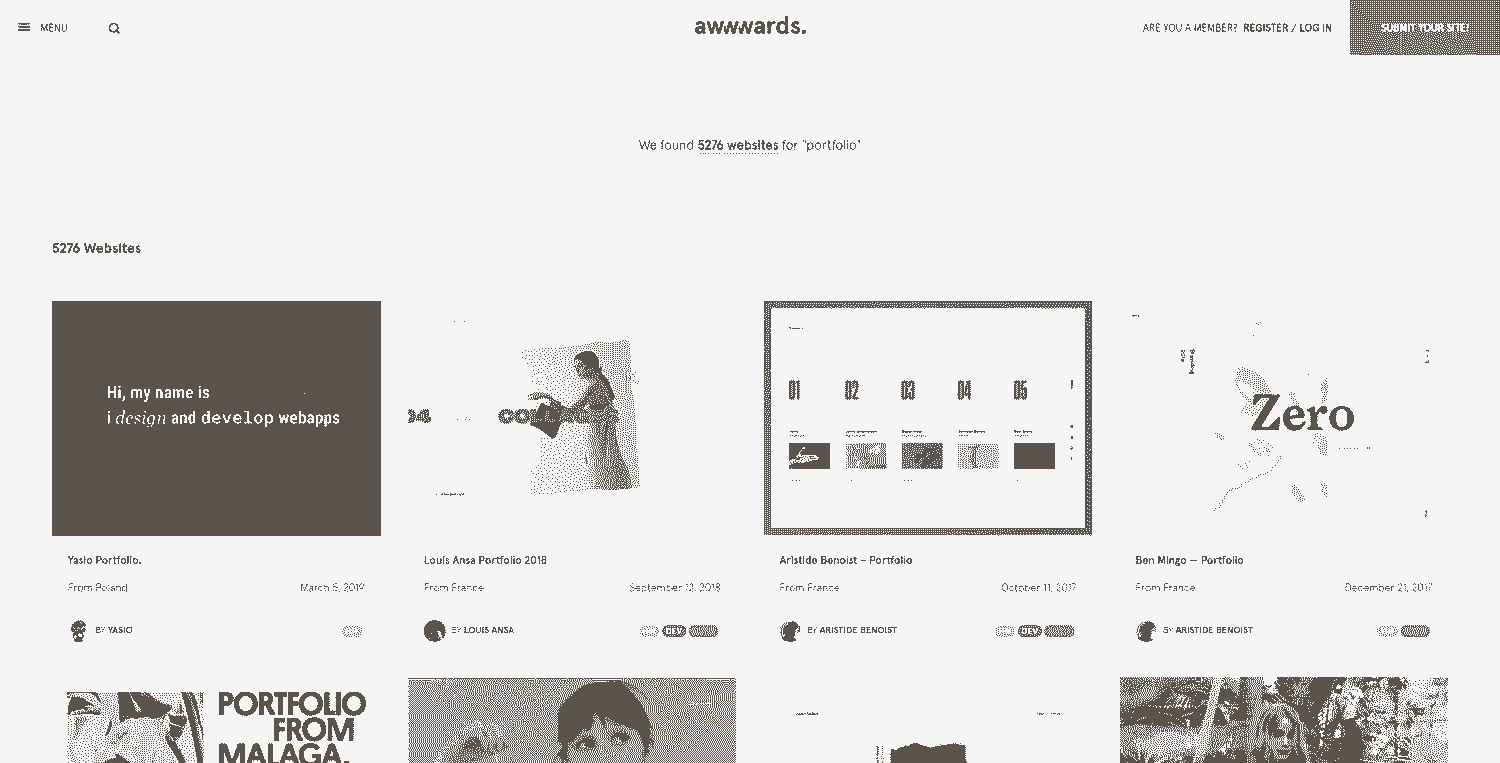 MENU
awwwards.
ARE YOU A MEMBER? REGISTER / LOG IN
SUBMIT YOUR SITE!
We found 5276 websites for "portfolio"
5276 Websites
Hi, my name is
i design and develop webapps
04
01 02 03 04 05
Zero
Yasio Portfolio.
From Poland
March 5, 2019
BY YASIO
Louis Ansa Portfolio 2018
From France
September 12, 2018
BY LOUIS ANSA
DEV
Aristide Benoist – Portfolio
From France
October 11, 2017
BY ARISTIDE BENOIST
DEV
Ben Mingo — Portfolio
From France
December 21, 2017
BY ARISTIDE BENOIST
PORTFOLIO
FROM
MALAGA.